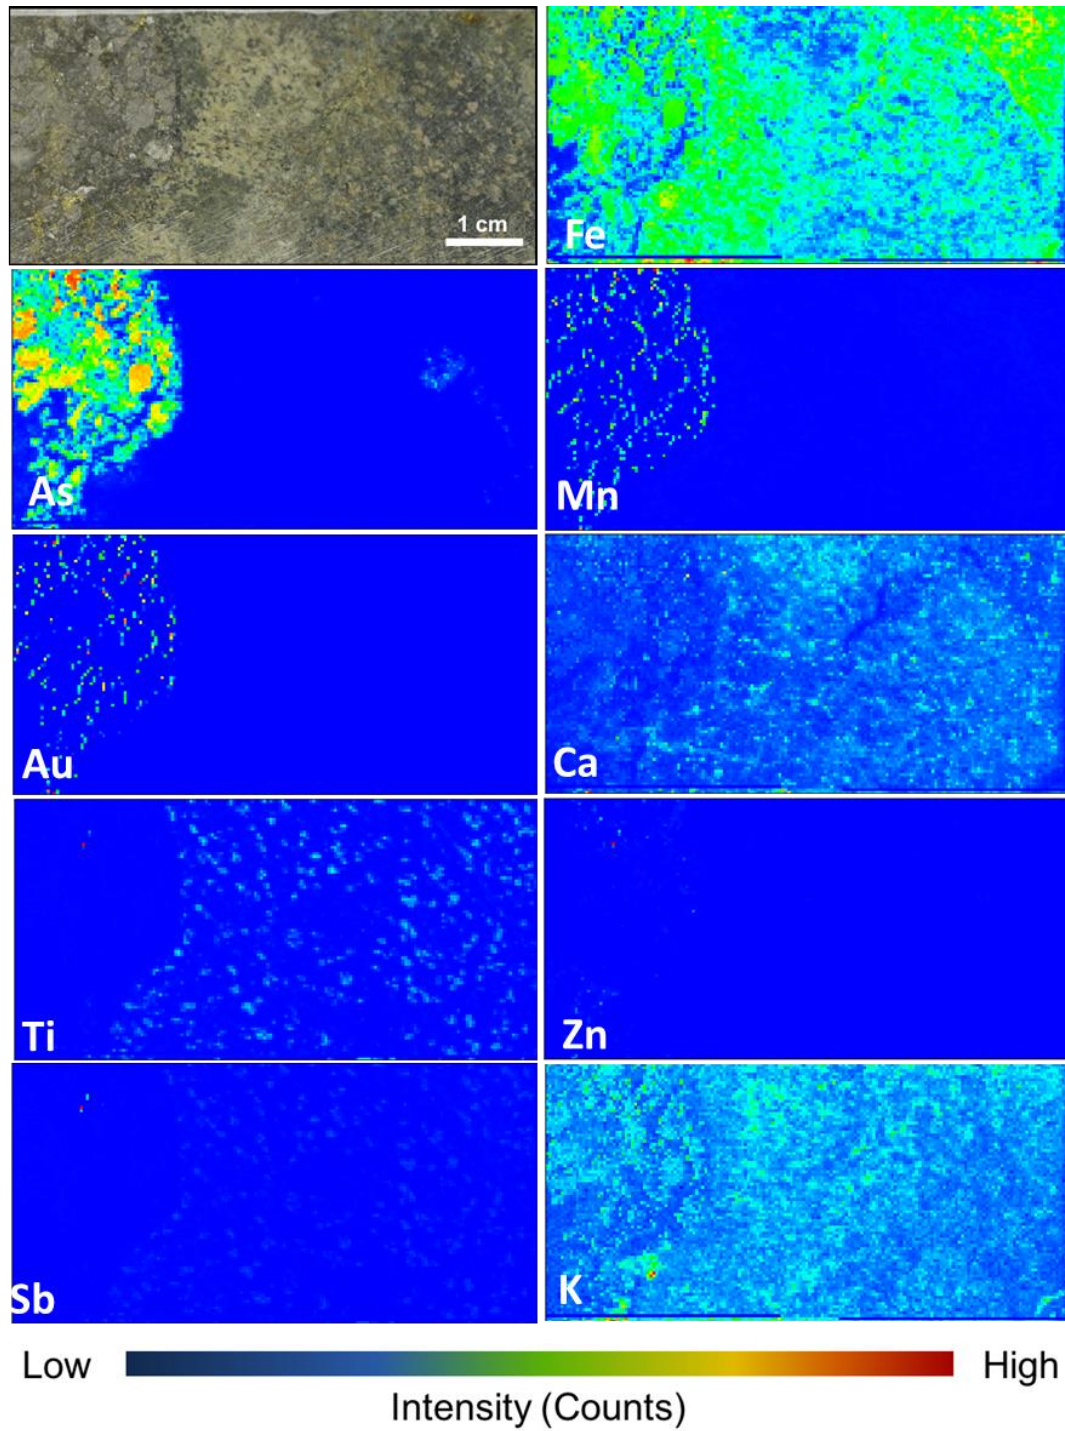 1 cm
Fe
As
Mn
Au
Ca
Ti
Zn
Sb
K
Low
High
Intensity (Counts)